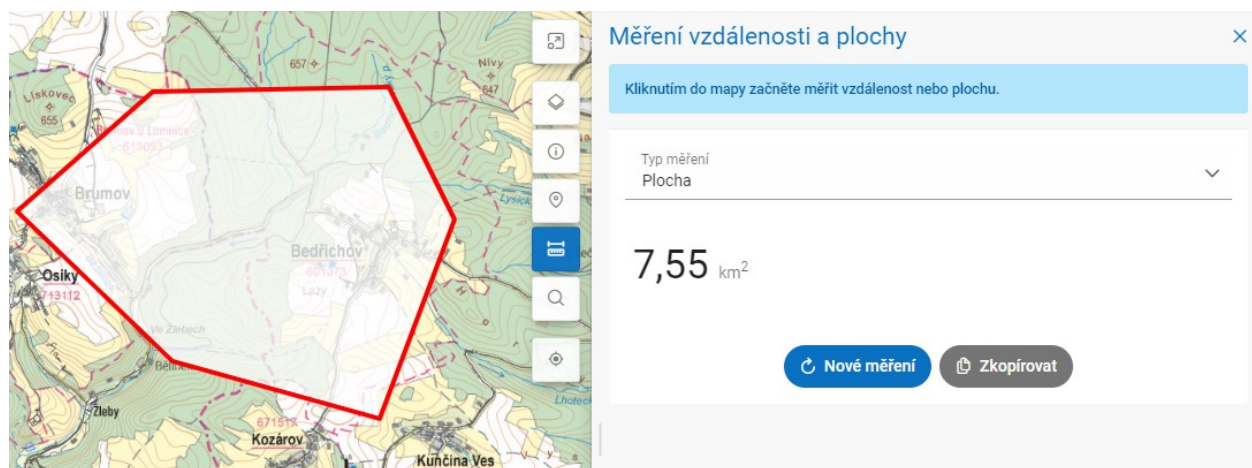 Měření vzdálenosti a plochy
Kliknutím do mapy začněte měřit vzdálenost nebo plochu.
Typ měření
Plocha
7,55 km²
Nové měření
Zkopírovat
657
Nivy
647
Lískovec
655
Brumov
Bedřichov
Lazy
Osiky
713112
Ve Žlebech
Žleby
Kozárov
Kunčina Ves